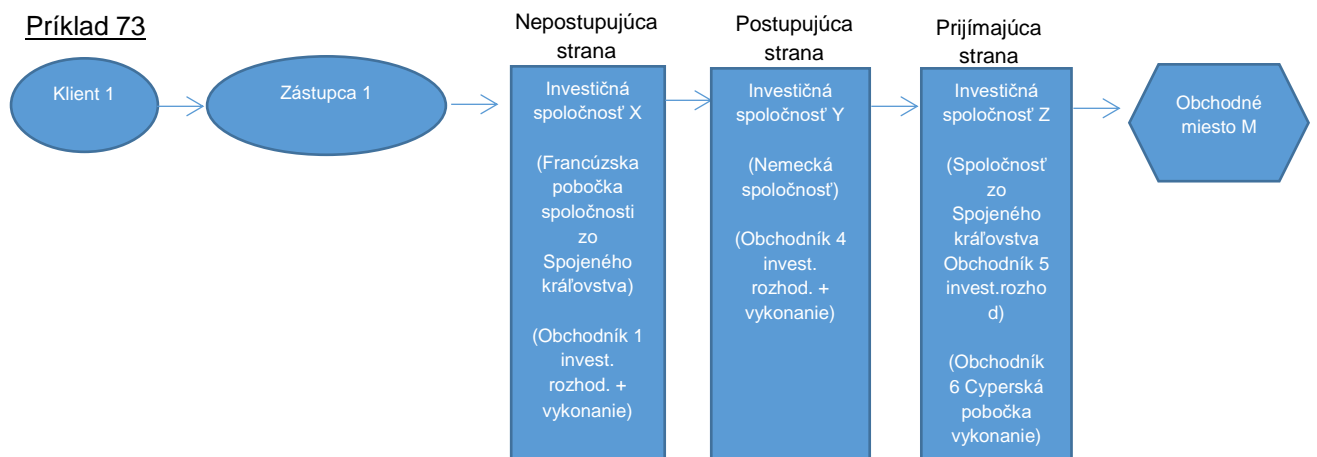 Príklad 73
Klient 1
Zástupca 1
Nepostupujúca
strana
Investičná
spoločnosť X
(Francúzska
pobočka
spoločnosti
zo
Spojeného
kráľovstva)
(Obchodník 1
invest.
rozhod. +
vykonanie)
Postupujúca
strana
Investičná
spoločnosť Y
(Nemecká
spoločnosť)
(Obchodník 4
invest.
rozhod. +
vykonanie)
Prijímajúca
strana
Investičná
spoločnosť Z
(Spoločnosť
zo
Spojeného
kráľovstva
Obchodník 5
invest.rozho
d)
(Obchodník
6 Cyperská
pobočka
vykonanie)
Obchodné
miesto M